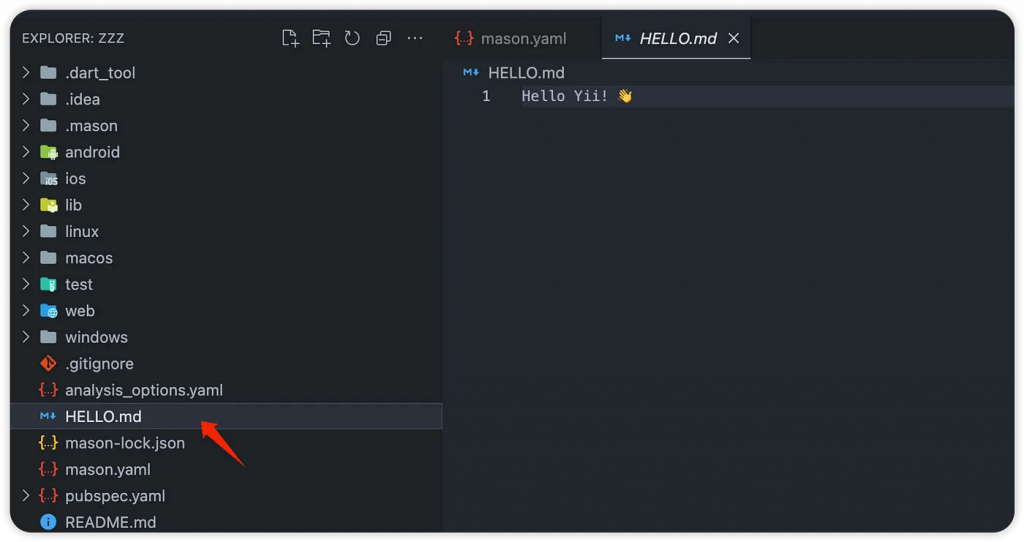 EXPLORER: ZZZ
.dart_tool
.idea
.mason
android
ios
lib
linux
macos
test
web
windows
.gitignore
analysis_options.yaml
HELLO.md
mason-lock.json
mason.yaml
pubspec.yaml
README.md
mason.yaml HELLO.md
HELLO.md
1 Hello Yii! 👋